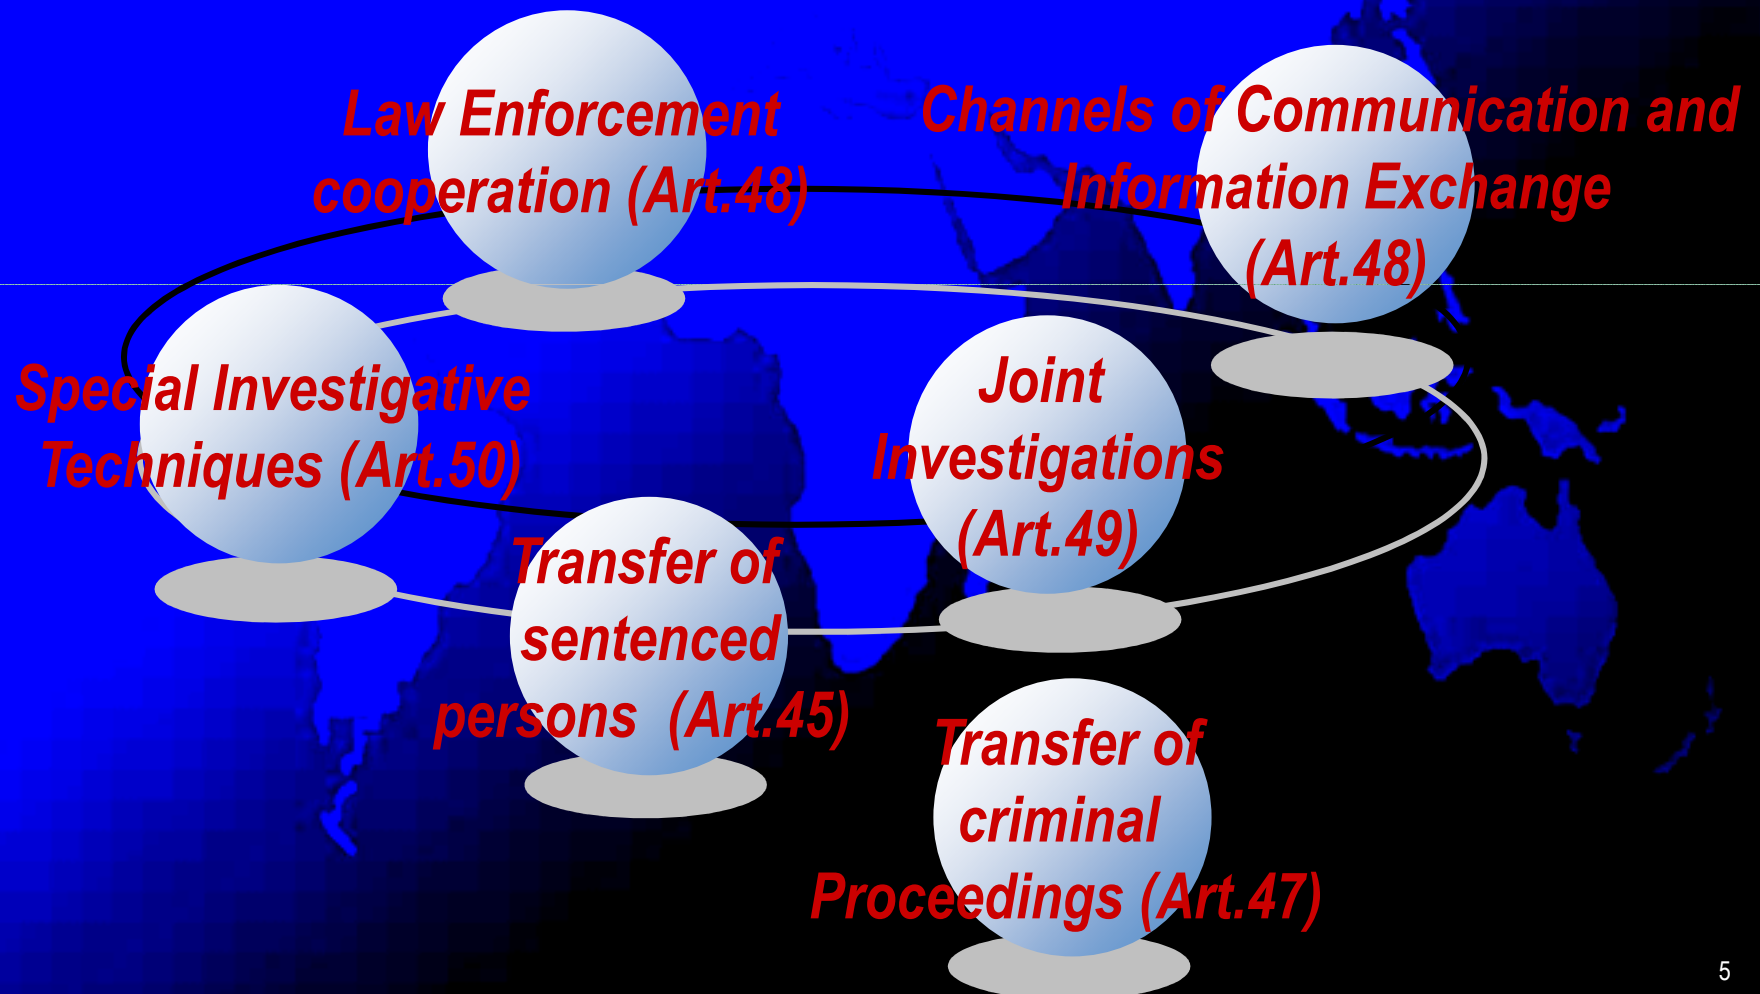 Law Enforcement
cooperation (Art.48)
Channels of Communication and
Information Exchange
(Art.48)
Special Investigative
Techniques (Art.50)
Joint
Investigations
(Art.49)
Transfer of
sentenced
persons  (Art.45)
Transfer of
criminal
Proceedings (Art.47)
5